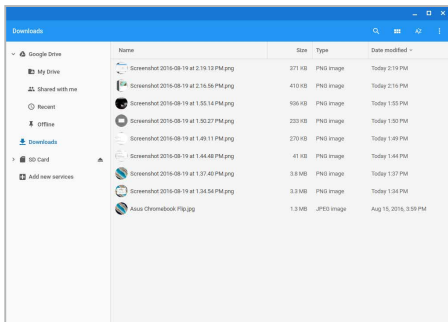 Downloads
AZ
Google Drive
My Drive
Shared with me
Recent
Offline
Downloads
SD Card
Add new services
Name Size Type Date modified
Screenshot 2016-08-19 at 2.19.13 PM.png 371 KB PNG image Today 2:19 PM
Screenshot 2016-08-19 at 2.16.56 PM.png 410 KB PNG image Today 2:16 PM
Screenshot 2016-08-19 at 1.55.14 PM.png 936 KB PNG image Today 1:55 PM
Screenshot 2016-08-19 at 1.50.27 PM.png 233 KB PNG image Today 1:50 PM
Screenshot 2016-08-19 at 1.49.11 PM.png 270 KB PNG image Today 1:49 PM
Screenshot 2016-08-19 at 1.44.48 PM.png 41 KB PNG image Today 1:44 PM
Screenshot 2016-08-19 at 1.37.40 PM.png 3.8 MB PNG image Today 1:37 PM
Screenshot 2016-08-19 at 1.34.54 PM.png 3.3 MB PNG image Today 1:34 PM
Asus Chromebook Flip.jpg 1.3 MB JPEG image Aug 15, 2016, 3:59 PM